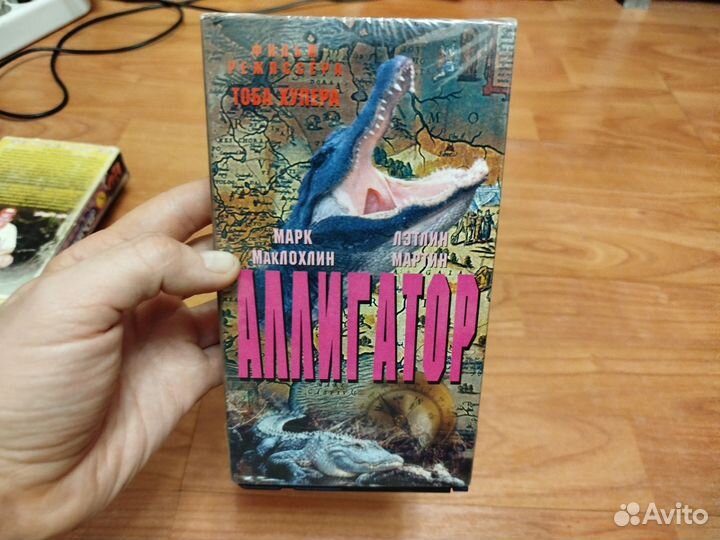 ФИЛЬМ
РЕЖИССЕРА
ТОБА ХУПЕРА
МАРК
МАКЛОХЛИН
ЛЭТЛИН
МАРТИН
АЛЛИГАТОР
Avito